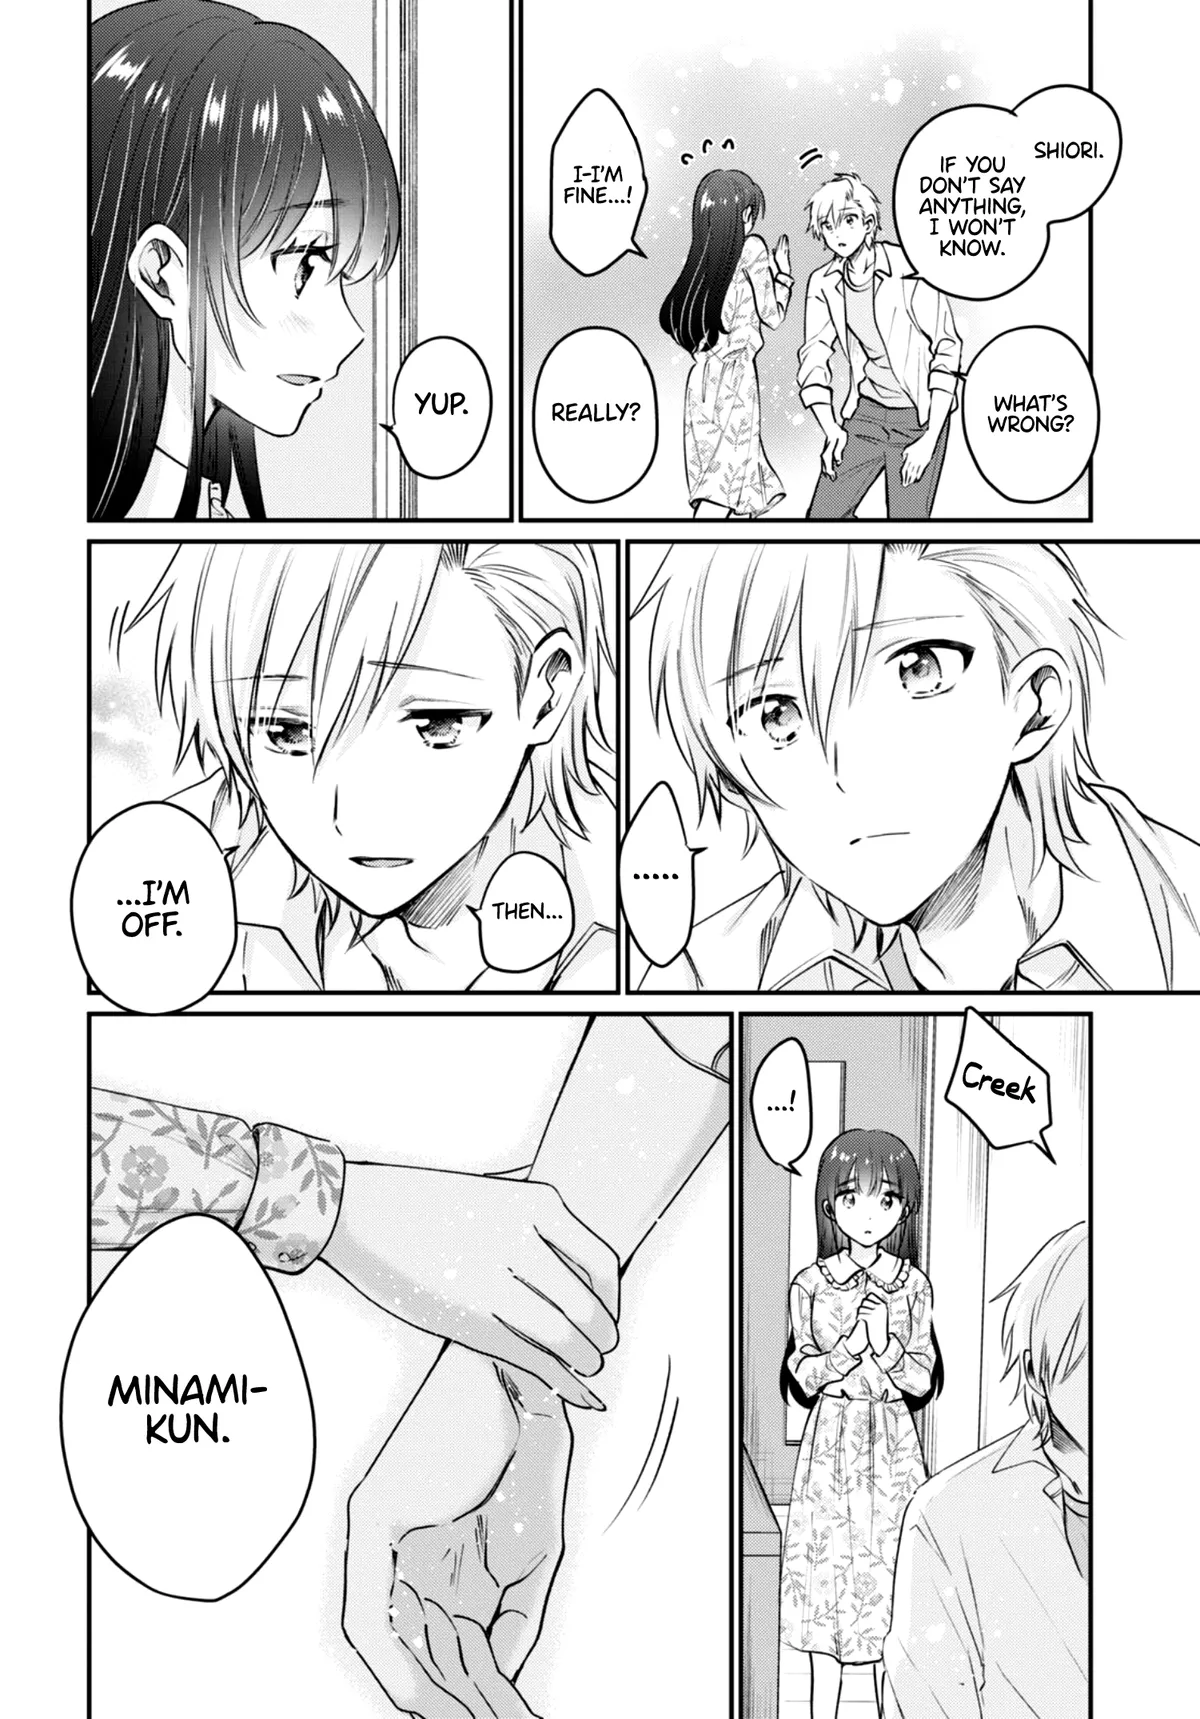 SHIORI.
IF YOU
DON'T SAY
ANYTHING,
I WON'T
KNOW.
WHAT'S
WRONG?
I-I'M
FINE...!
REALLY?
YUP.
......
THEN...
...I'M
OFF.
Creek
...!
MINAMI-
KUN.